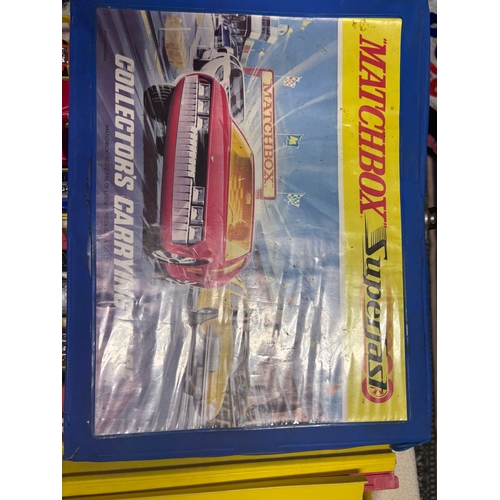 "MATCHBOX"
Superfast
MATCHBOX
COLLECTOR'S CARRYING